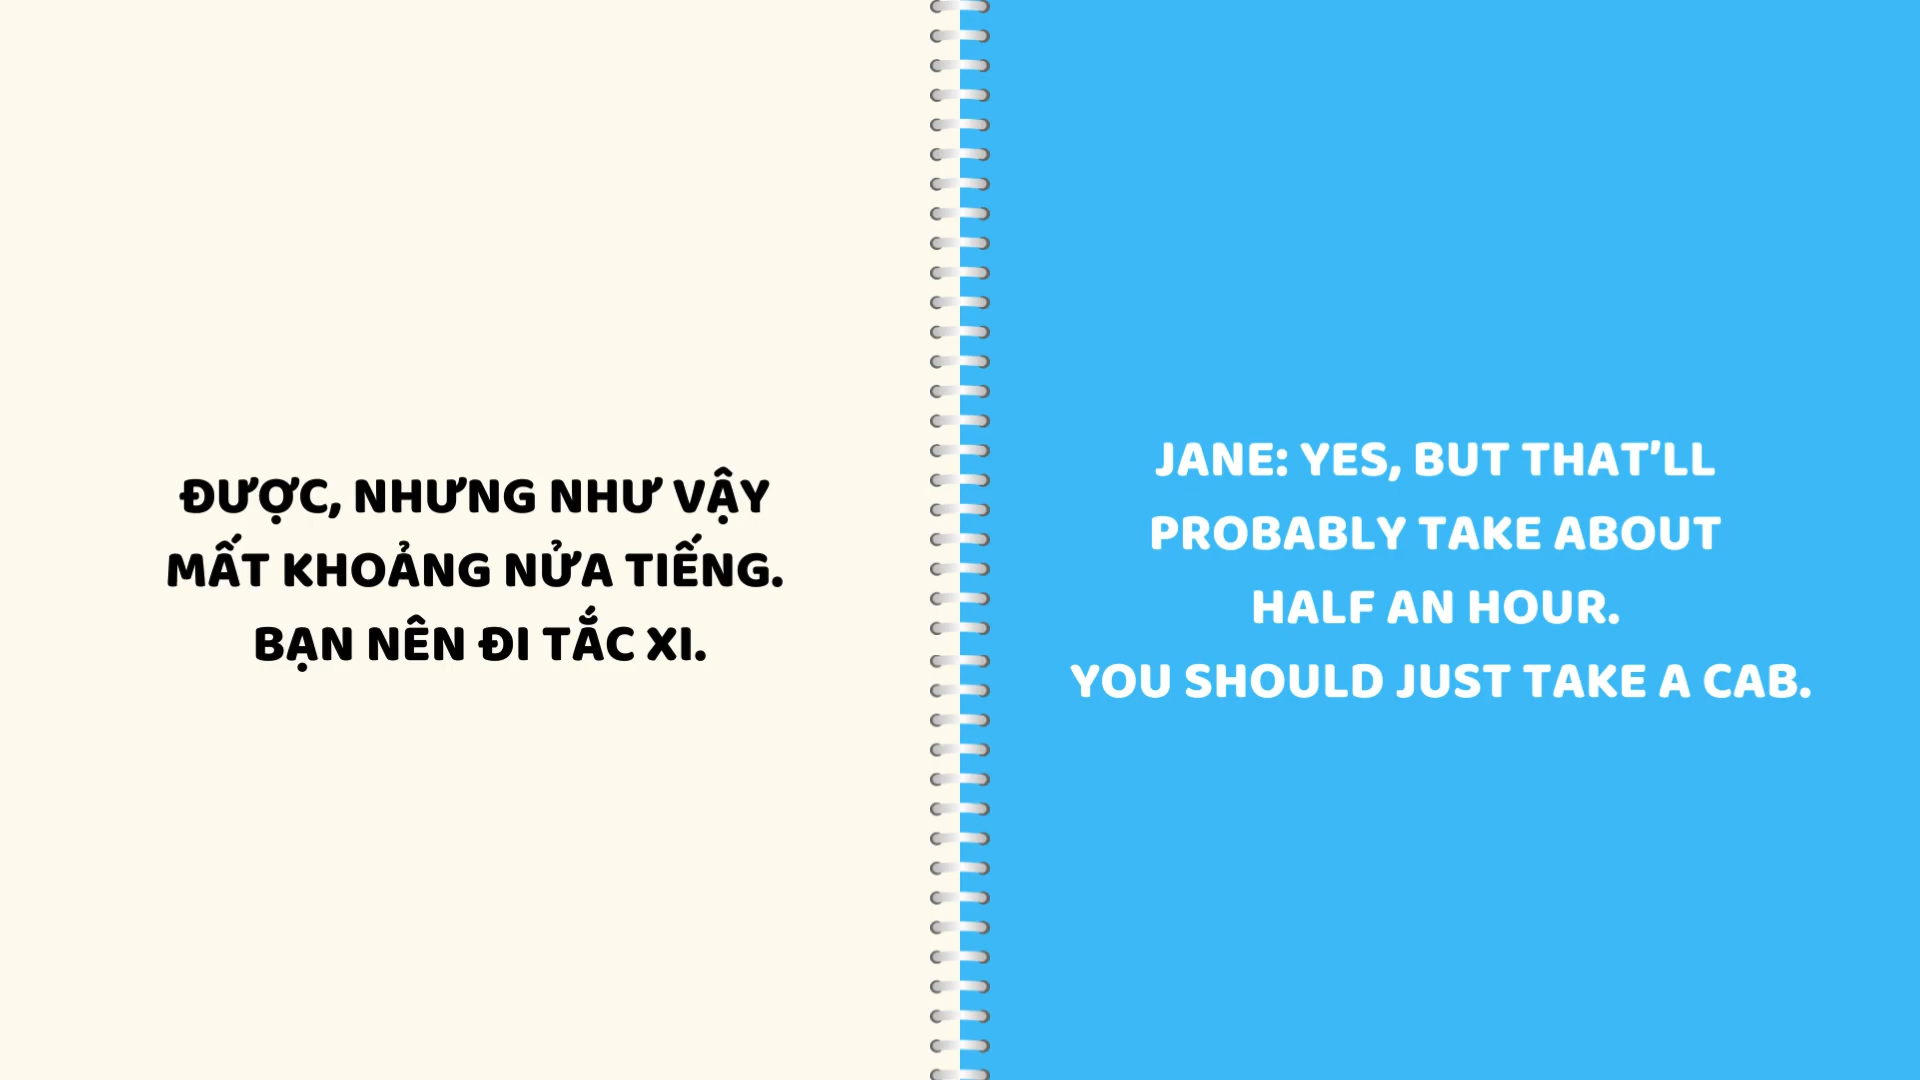 ĐƯỢC, NHƯNG NHƯ VẬY
MẤT KHOẢNG NỬA TIẾNG.
BẠN NÊN ĐI TẮC XI.
JANE: YES, BUT THAT'LL
PROBABLY TAKE ABOUT
HALF AN HOUR.
YOU SHOULD JUST TAKE A CAB.